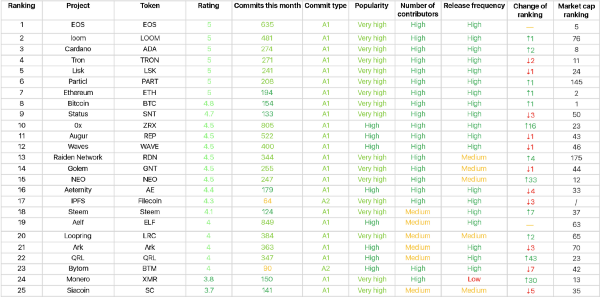 Ranking Project Token Rating Commits this month Commit type Popularity Number of contributors Release frequency Change of ranking Market cap ranking
1 EOS EOS 5 635 A1 Very high High High — 5
2 loom LOOM 5 481 A1 Very high High High ↑1 76
3 Cardano ADA 5 274 A1 Very high High High ↑2 8
4 Tron TRON 5 271 A1 Very high High High ↓2 11
5 Lisk LSK 5 241 A1 Very high High High ↓1 24
6 Particl PART 5 208 A1 Very high High High ↑1 145
7 Ethereum ETH 5 194 A1 Very high High High ↑1 2
8 Bitcoin BTC 4.8 154 A1 Very high High High ↑1 1
9 Status SNT 4.7 133 A1 Very high High High ↓3 50
10 0x ZRX 4.5 806 A1 High High High ↑16 23
11 Augur REP 4.5 522 A1 High High High ↓1 43
12 Waves WAVE 4.5 400 A1 High High High ↓1 46
13 Raiden Network RDN 4.5 344 A1 Very high High Medium ↑4 175
14 Golem GNT 4.5 255 A1 Very high High Medium ↓1 44
15 NEO NEO 4.5 247 A1 Very high High Medium ↑33 12
16 Aeternity AE 4.4 179 A1 High High High ↓4 33
17 IPFS Filecoin 4.3 64 A2 Very high High High ↓3 /
18 Steem Steem 4.1 124 A1 Very high Medium High ↑7 37
19 Aelf ELF 4 849 A1 High Medium High — 63
20 Loopring LRC 4 384 A1 Very high Medium Medium ↑2 65
21 Ark Ark 4 363 A1 High Medium High ↓3 70
22 QRL QRL 4 347 A1 High Medium High ↑43 23
23 Bytom BTM 4 90 A2 High High High ↓7 42
24 Monero XMR 3.8 150 A1 Very high High Low ↑30 13
25 Siacoin SC 3.7 141 A1 Very high Medium Medium ↓5 35